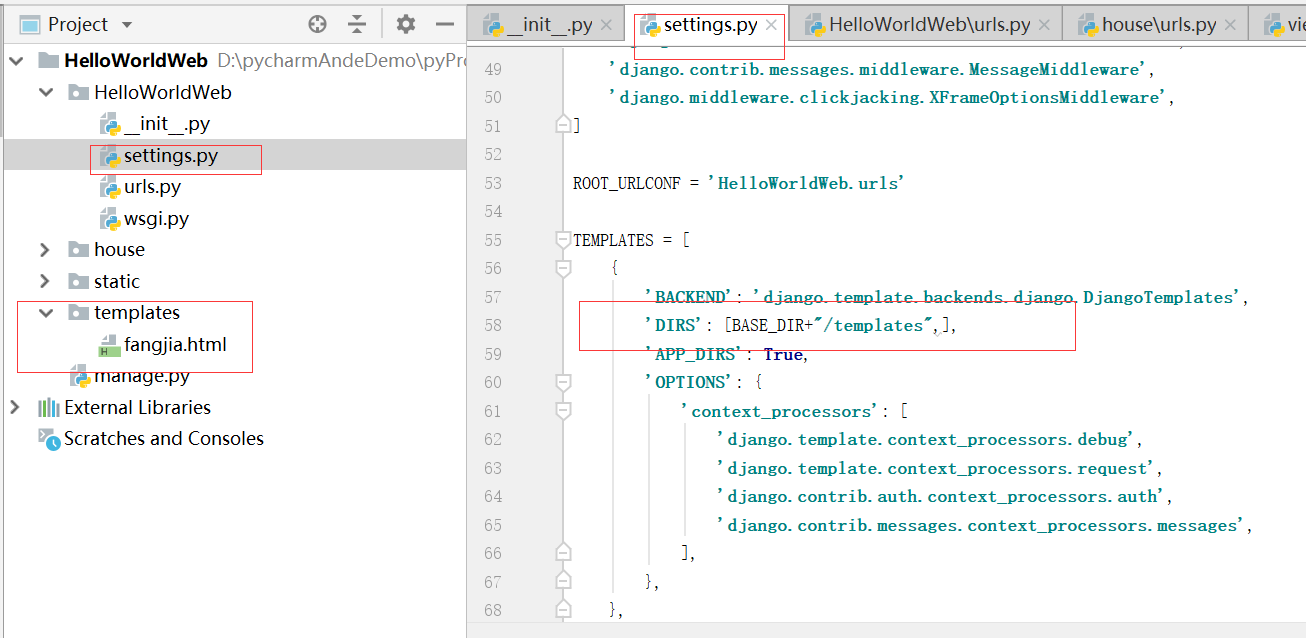 Project
HelloWorldWeb D:\pycharmAndeDemo\pyPro
HelloWorldWeb
__init__.py
settings.py
urls.py
wsgi.py
house
static
templates
fangjia.html
manage.py
External Libraries
Scratches and Consoles
__init__.py × settings.py × HelloWorldWeb\urls.py × house\urls.py × vie
49 'django.contrib.messages.middleware.MessageMiddleware',
50 'django.middleware.clickjacking.XFrameOptionsMiddleware',
51 ]
52
53 ROOT_URLCONF = 'HelloWorldWeb.urls'
54
55 TEMPLATES = [
56 {
57 'BACKEND': 'django.template.backends.django.DjangoTemplates',
58 'DIRS': [BASE_DIR+"/templates",],
59 'APP_DIRS': True,
60 'OPTIONS': {
61 'context_processors': [
62 'django.template.context_processors.debug',
63 'django.template.context_processors.request',
64 'django.contrib.auth.context_processors.auth',
65 'django.contrib.messages.context_processors.messages',
66 ],
67 },
68 },